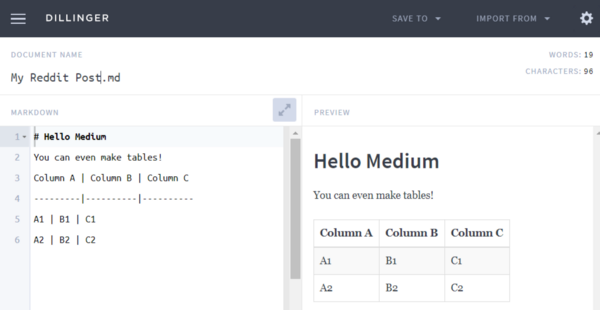 DILLINGER
SAVE TO
IMPORT FROM
DOCUMENT NAME
WORDS: 19
My Reddit Post.md
CHARACTERS: 96
MARKDOWN
PREVIEW
1 # Hello Medium
2 You can even make tables!
3 Column A | Column B | Column C
4 ---------|----------|----------
5 A1 | B1 | C1
6 A2 | B2 | C2
Hello Medium
You can even make tables!
Column A Column B Column C
A1 B1 C1
A2 B2 C2